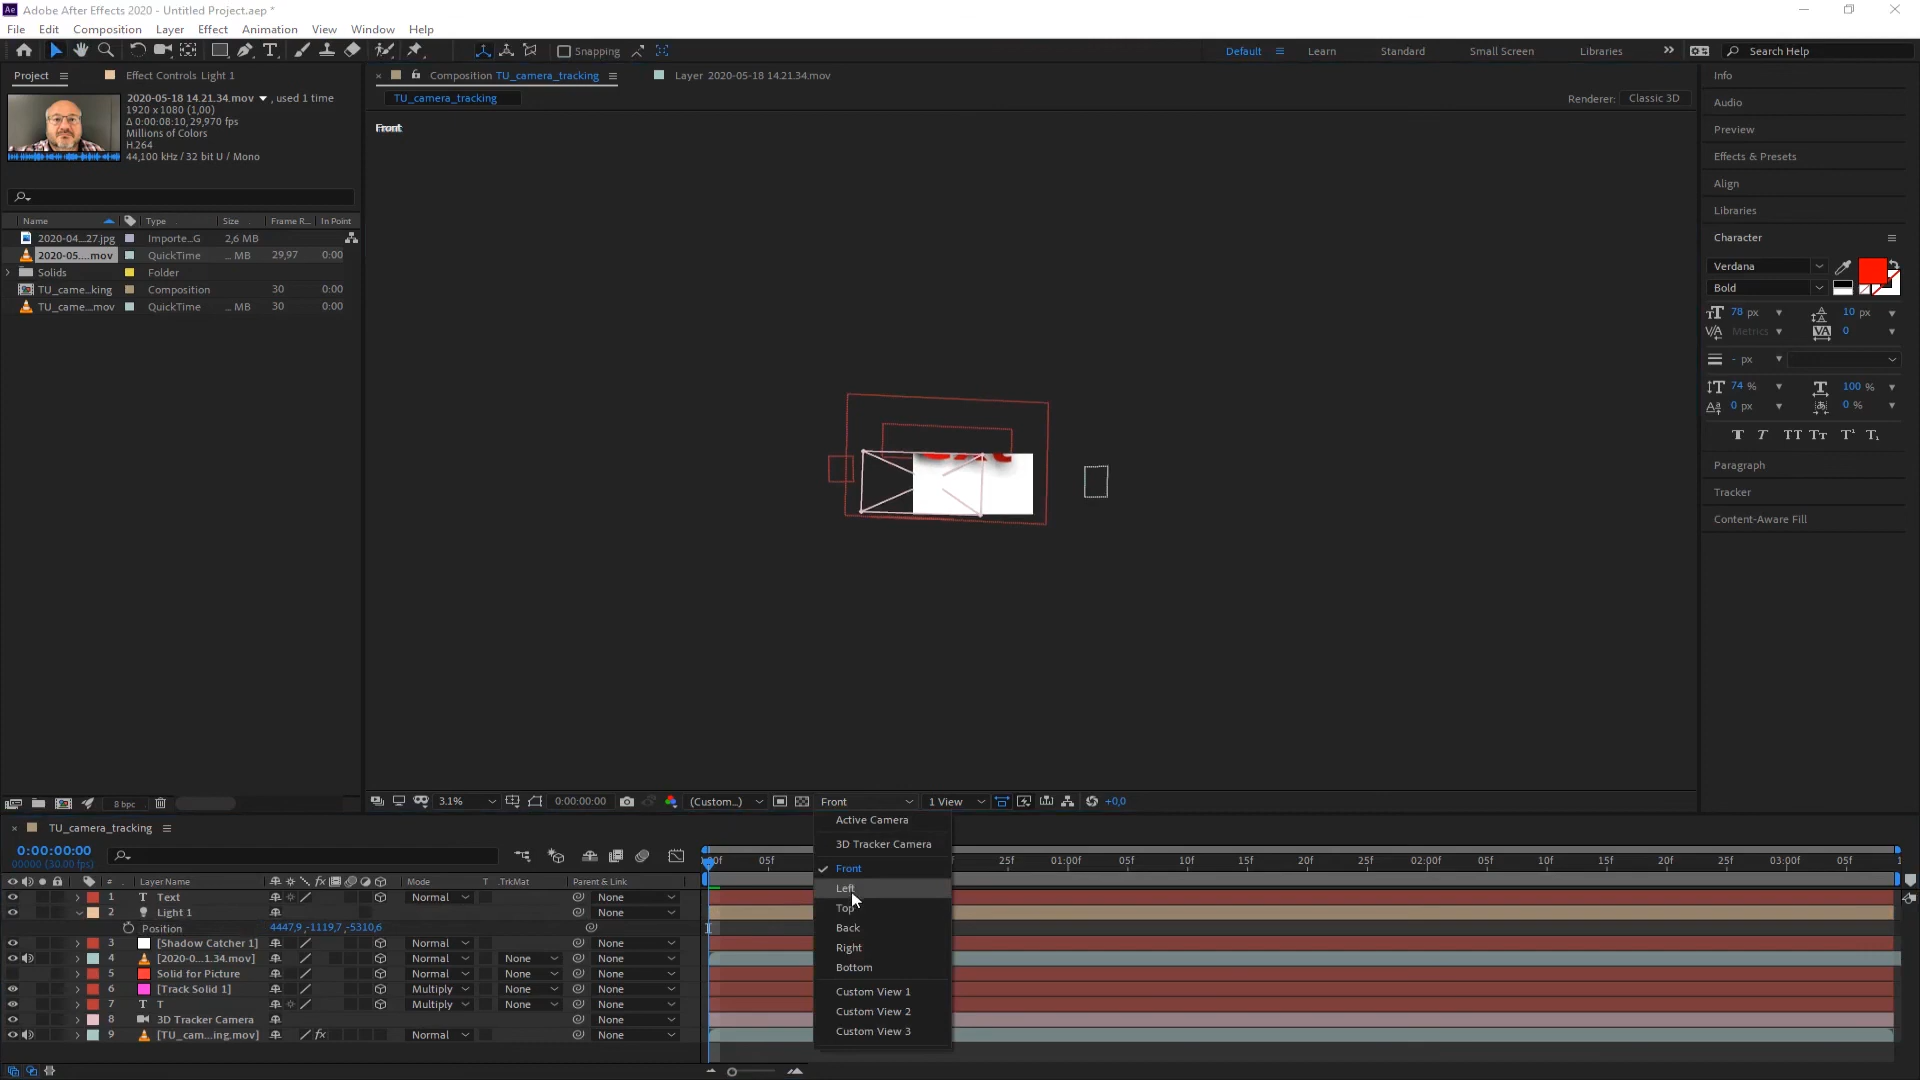 Adobe After Effects 2020 - Untitled Project.aep *
File Edit Composition Layer Effect Animation View Window Help
Snapping
Default Learn Standard Small Screen Libraries Search Help
Project Effect Controls Light 1
2020-05-18 14.21.34.mov , used 1 time
1920 x 1080 (1,00)
Δ 0:00:08:10, 29,970 fps
Millions of Colors
H.264
44,100 kHz / 32 bit U / Mono
Name Type Size Frame R... In Point
2020-04...27.jpg Importe...G 2,6 MB
2020-05....mov QuickTime ... MB 29,97 0:00
Solids Folder
TU_came...king Composition 30 0:00
TU_came....mov QuickTime ... MB 30 0:00
8 bpc
Composition TU_camera_tracking
Layer 2020-05-18 14.21.34.mov
TU_camera_tracking
Renderer: Classic 3D
Front
3.1% 0:00:00:00 (Custom...) Front 1 View +0,0
Active Camera
3D Tracker Camera
Front
Left
Top
Back
Right
Bottom
Custom View 1
Custom View 2
Custom View 3
Info
Audio
Preview
Effects & Presets
Align
Libraries
Character
Verdana
Bold
78 px 10 px
Metrics 0
- px
74 % 100 %
0 px 0 %
T T TT Tr T¹ T₁
Paragraph
Tracker
Content-Aware Fill
TU_camera_tracking
0:00:00:00
00000 (30.00 fps)
# Layer Name Mode T .TrkMat Parent & Link
1 Text Normal None
2 Light 1 None
Position 4447,9,-1119,7,-5310,6
3 [Shadow Catcher 1] Normal None
4 [2020-0...1.34.mov] Normal None None
5 Solid for Picture Normal None None
6 [Track Solid 1] Multiply None None
7 T Multiply None None
8 3D Tracker Camera None
9 [TU_cam...ing.mov] Normal None None
05f 25f 01:00f 05f 10f 15f 20f 25f 02:00f 05f 10f 15f 20f 25f 03:00f 05f